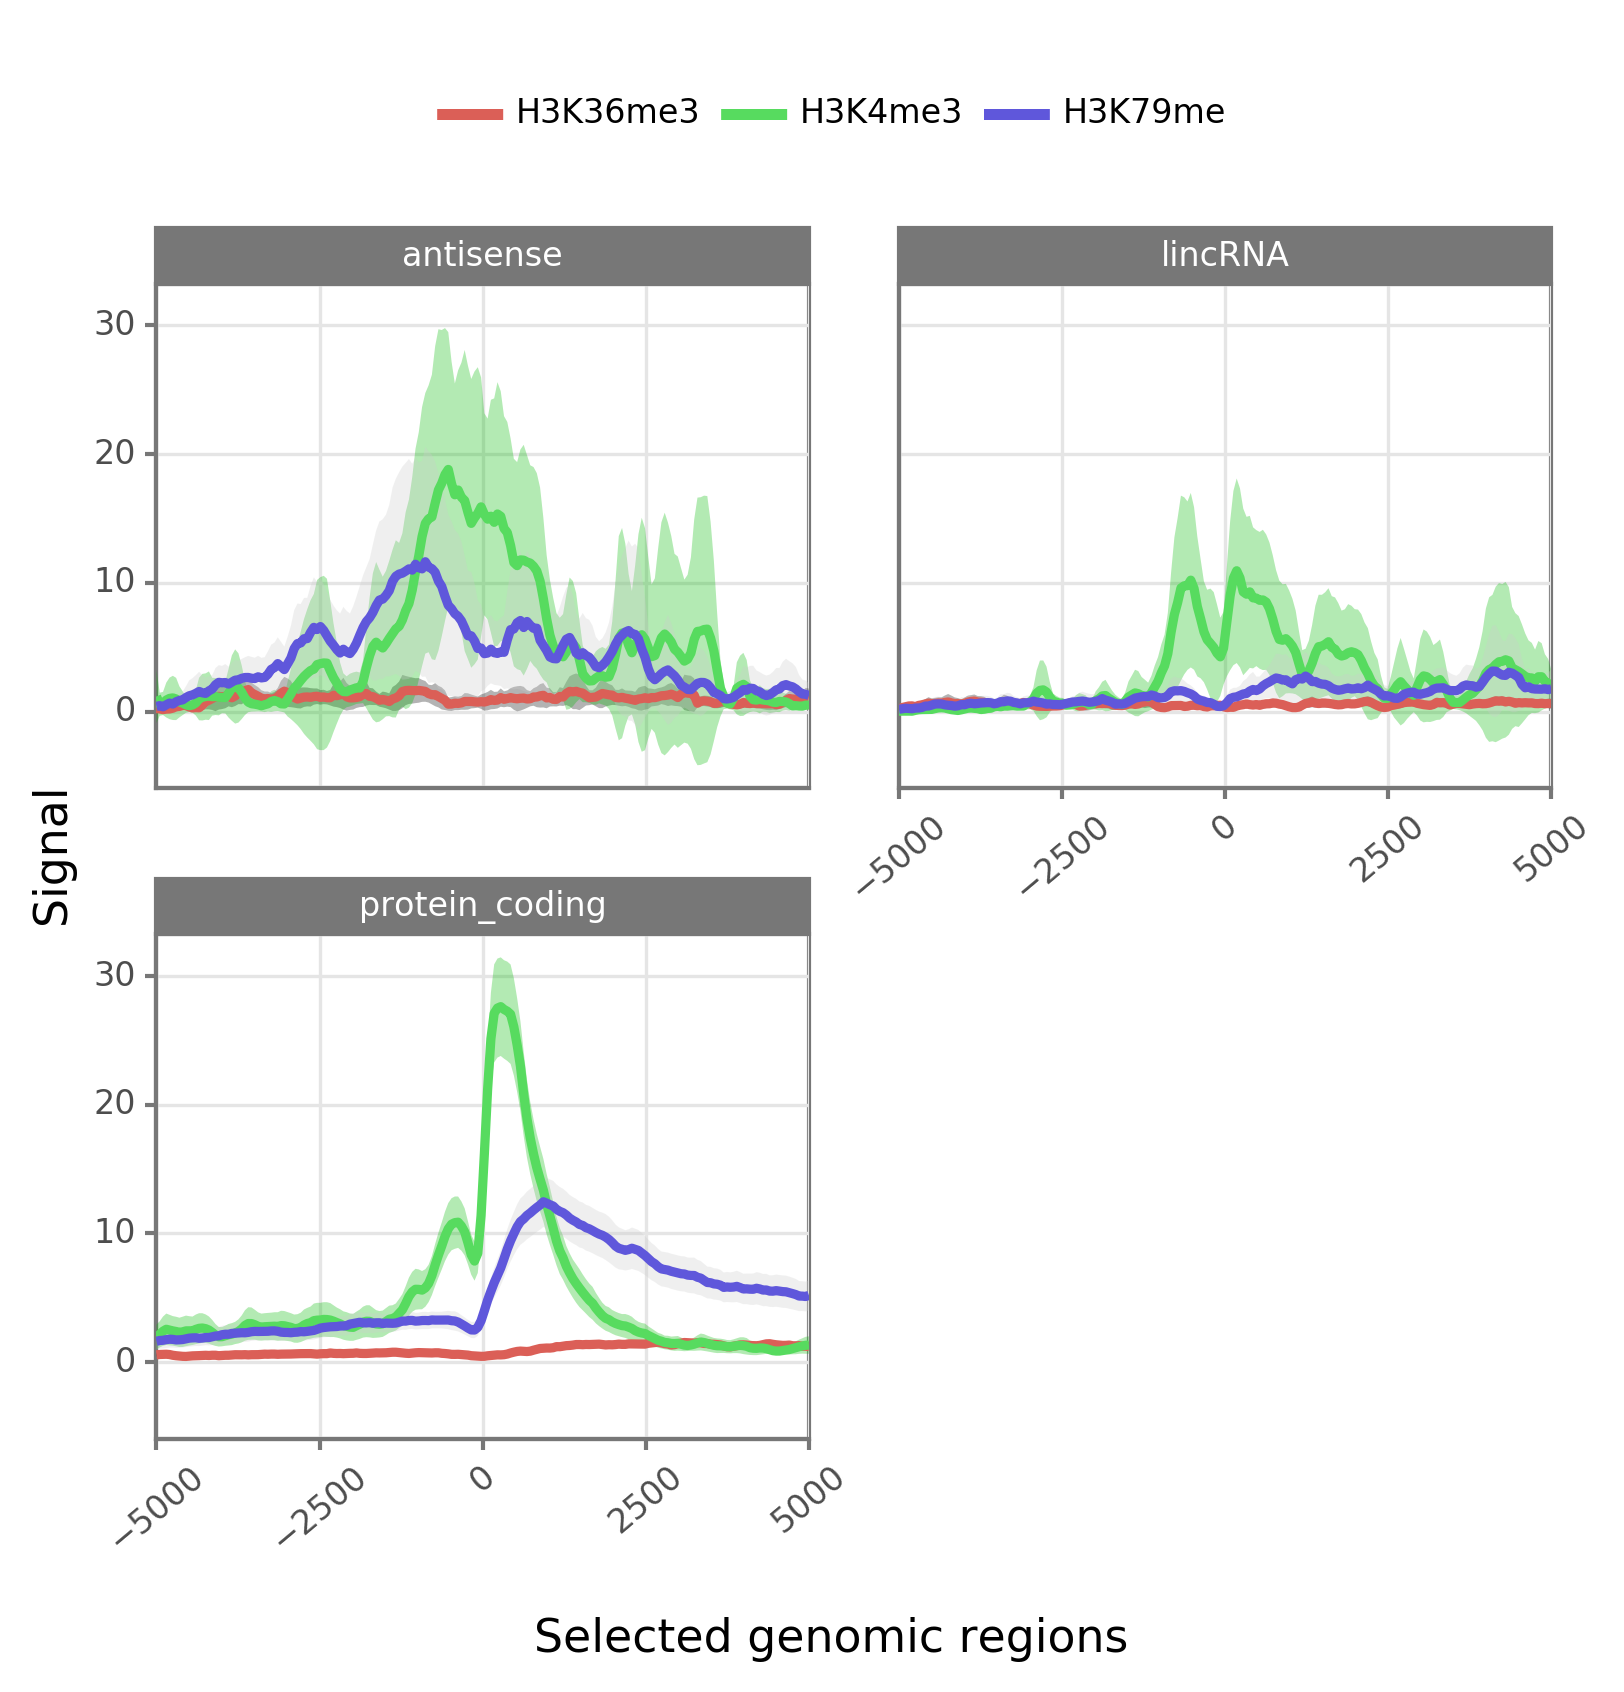 H3K36me3 H3K4me3 H3K79me
antisense
lincRNA
30
20
10
0
−5000 −2500 0 2500 5000
Signal
protein_coding
30
20
10
0
−5000 −2500 0 2500 5000
Selected genomic regions